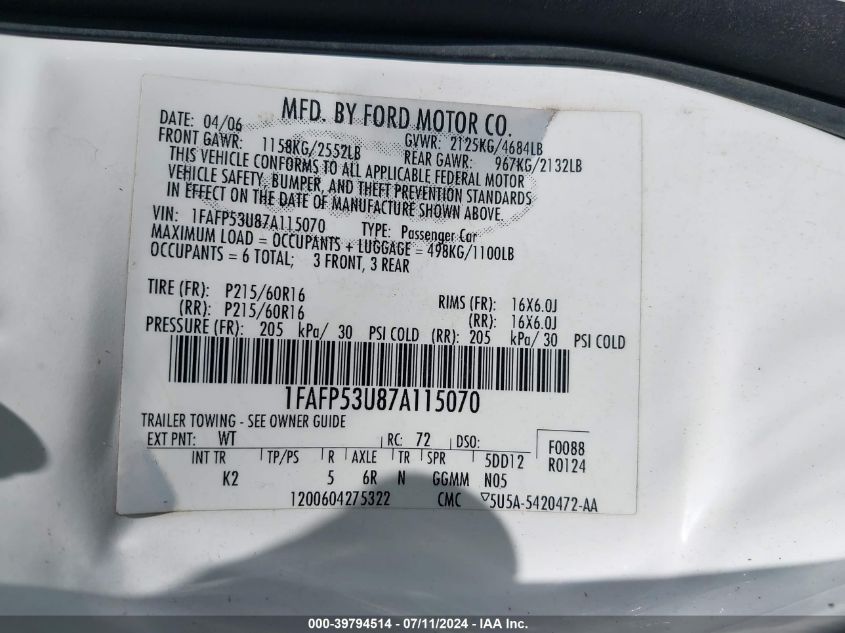 MFD. BY FORD MOTOR CO.
DATE: 04/06 GVWR: 2125KG/4684LB
FRONT GAWR: 1158KG/2552LB REAR GAWR: 967KG/2132LB
THIS VEHICLE CONFORMS TO ALL APPLICABLE FEDERAL MOTOR
VEHICLE SAFETY, BUMPER, AND THEFT PREVENTION STANDARDS
IN EFFECT ON THE DATE OF MANUFACTURE SHOWN ABOVE.
VIN: 1FAFP53U87A115070 TYPE: Passenger Car
MAXIMUM LOAD = OCCUPANTS + LUGGAGE = 498KG/1100LB
OCCUPANTS = 6 TOTAL; 3 FRONT, 3 REAR
TIRE (FR): P215/60R16 RIMS (FR): 16X6.0J
(RR): P215/60R16 (RR): 16X6.0J
PRESSURE (FR): 205 kPa/ 30 PSI COLD (RR): 205 kPa/ 30 PSI COLD
1FAFP53U87A115070
TRAILER TOWING - SEE OWNER GUIDE
EXT PNT: WT RC: 72 DSO: F0088
INT TR TP/PS R AXLE TR SPR 5DD12 R0124
K2 5 6R N GGMM N05
1200604275322 CMC ▽5U5A-5420472-AA
000-39794514 - 07/11/2024 - IAAI.com